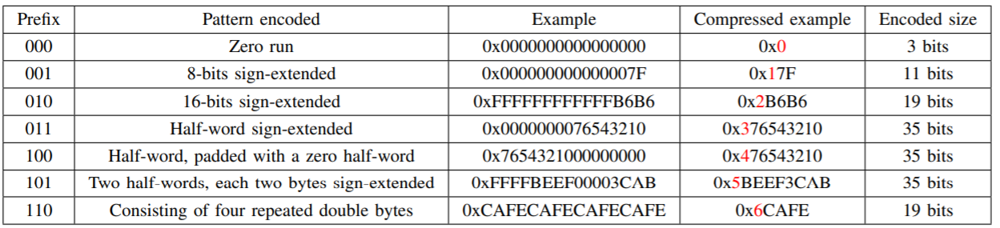 Prefix Pattern encoded Example Compressed example Encoded size
000 Zero run 0x0000000000000000 0x0 3 bits
001 8-bits sign-extended 0x000000000000007F 0x17F 11 bits
010 16-bits sign-extended 0xFFFFFFFFFFFFB6B6 0x2B6B6 19 bits
011 Half-word sign-extended 0x0000000076543210 0x376543210 35 bits
100 Half-word, padded with a zero half-word 0x7654321000000000 0x476543210 35 bits
101 Two half-words, each two bytes sign-extended 0xFFFFBEEF00003CAB 0x5BEEF3CAB 35 bits
110 Consisting of four repeated double bytes 0xCAFECAFECAFECAFE 0x6CAFE 19 bits